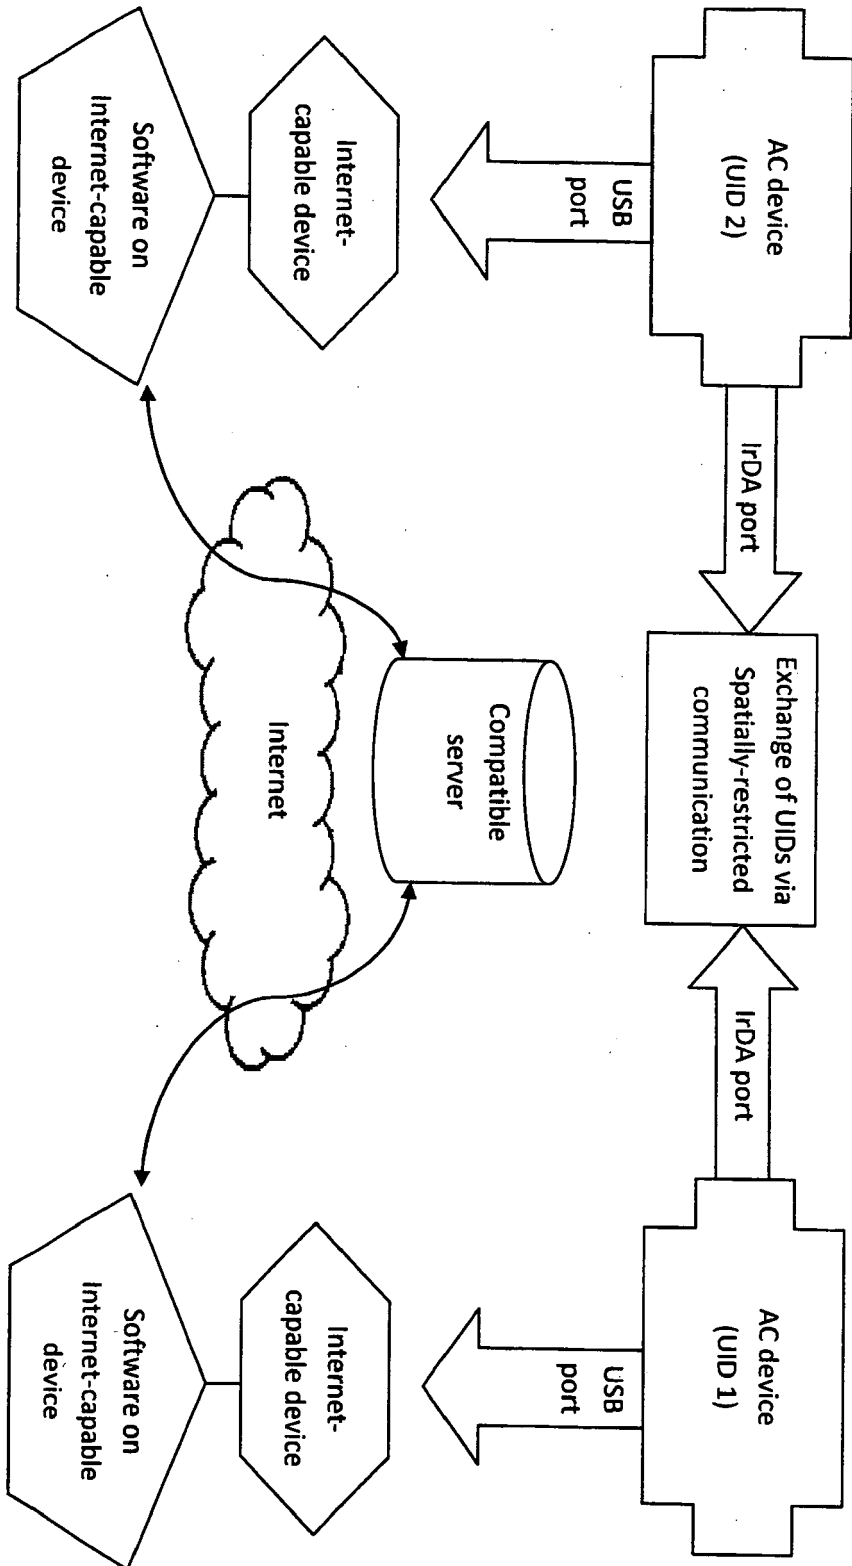 AC device
(UID 2)
IrDA port
Exchange of UIDs via
Spatially-restricted
communication
IrDA port
AC device
(UID 1)
USB
port
USB
port
Compatible
server
Internet-
capable device
Internet
Internet-
capable device
Software on
Internet-capable
device
Software on
Internet-capable
device